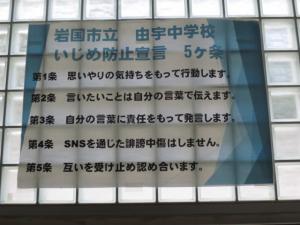 岩国市立　由宇中学校
いじめ防止宣言　5ケ条
第1条　思いやりの気持ちをもって行動します。
第2条　言いたいことは自分の言葉で伝えます。
第3条　自分の言葉に責任をもって発言します。
第4条　SNSを通じた誹謗中傷はしません。
第5条　互いを受け止め認め合います。